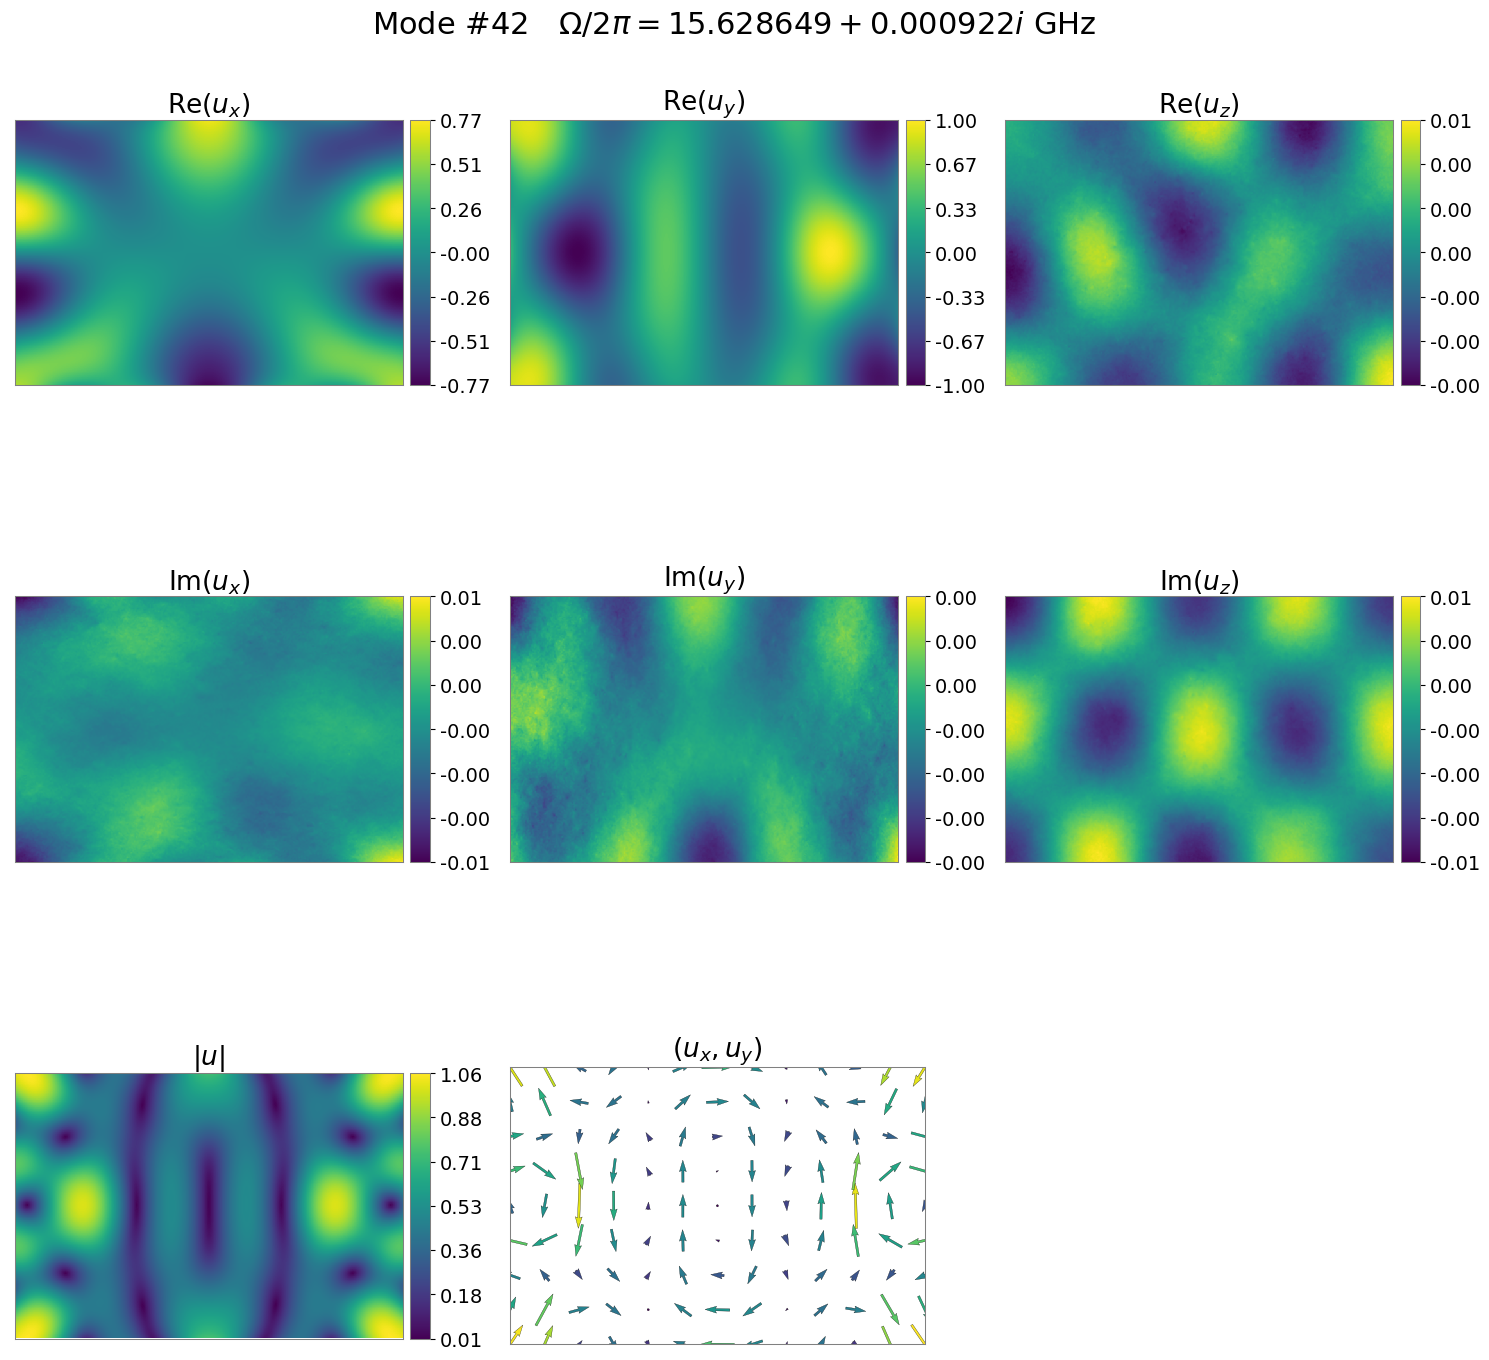 Mode #42 Ω/2π = 15.628649 + 0.000922i GHz
Re(u_x) Re(u_y) Re(u_z)
0.77 1.00 0.01
0.51 0.67 0.00
0.26 0.33 0.00
-0.00 0.00 0.00
-0.26 -0.33 -0.00
-0.51 -0.67 -0.00
-0.77 -1.00 -0.00
Im(u_x) Im(u_y) Im(u_z)
0.01 0.00 0.01
0.00 0.00 0.00
0.00 0.00 0.00
-0.00 -0.00 -0.00
-0.00 -0.00 -0.00
-0.00 -0.00 -0.00
-0.01 -0.00 -0.01
|u| (u_x, u_y)
1.06
0.88
0.71
0.53
0.36
0.18
0.01